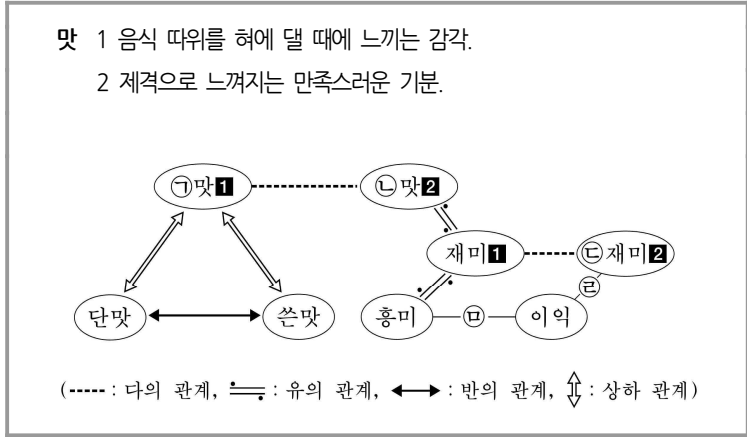 맛 1 음식 따위를 혀에 댈 때에 느끼는 감각.
2 제격으로 느껴지는 만족스러운 기분.
㉠맛1 ㉡맛2
재미1 ㉢재미2
㉣
단맛 쓴맛 흥미 ㉤ 이익
(----- : 다의 관계, : 유의 관계, : 반의 관계, : 상하 관계)